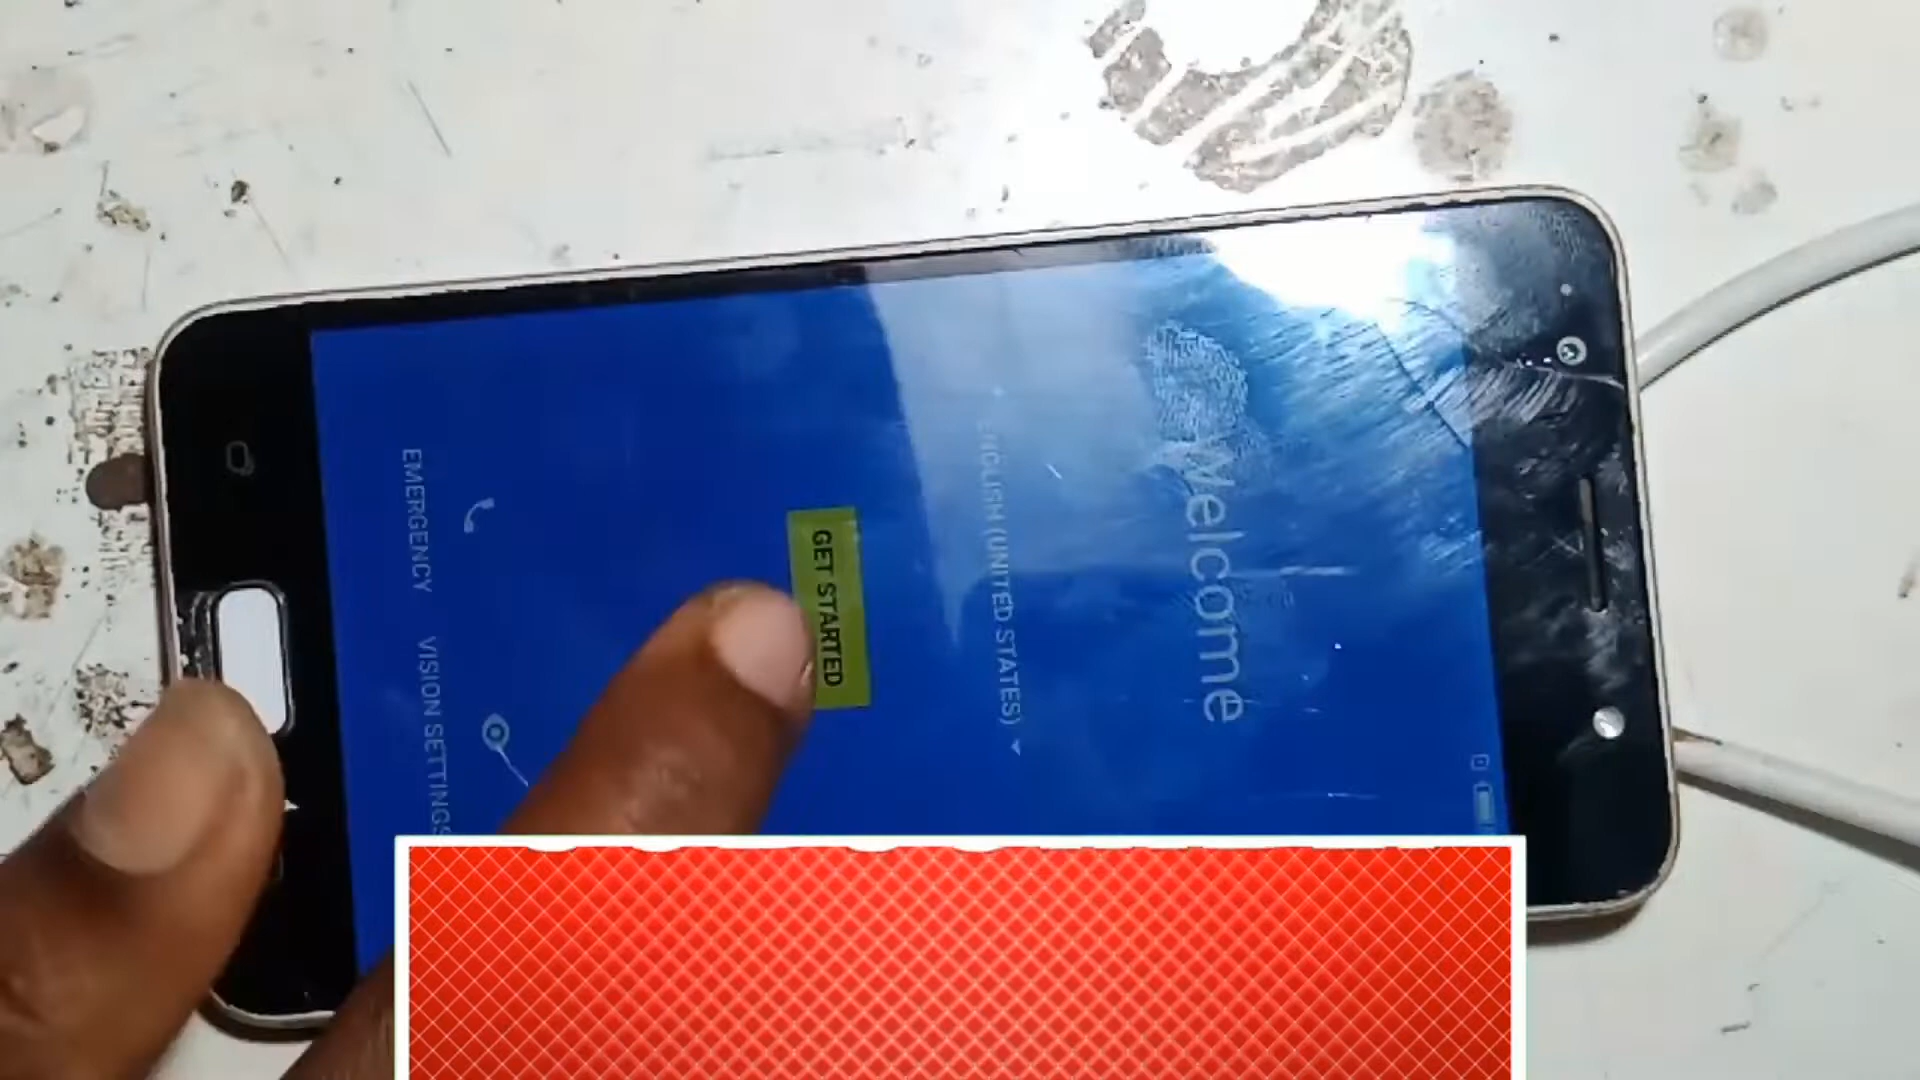 Welcome
ENGLISH (UNITED STATES)
GET STARTED
EMERGENCY
VISION SETTINGS